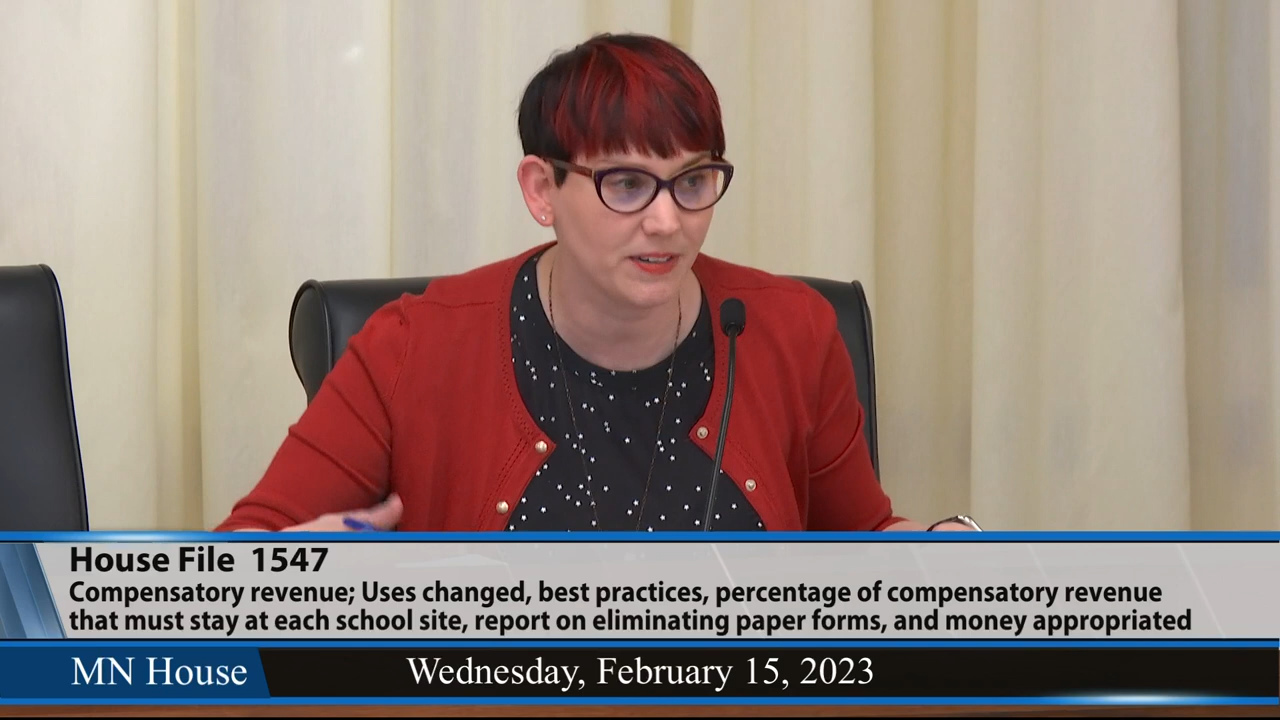 House File 1547
Compensatory revenue; Uses changed, best practices, percentage of compensatory revenue
that must stay at each school site, report on eliminating paper forms, and money appropriated
MN House Wednesday, February 15, 2023